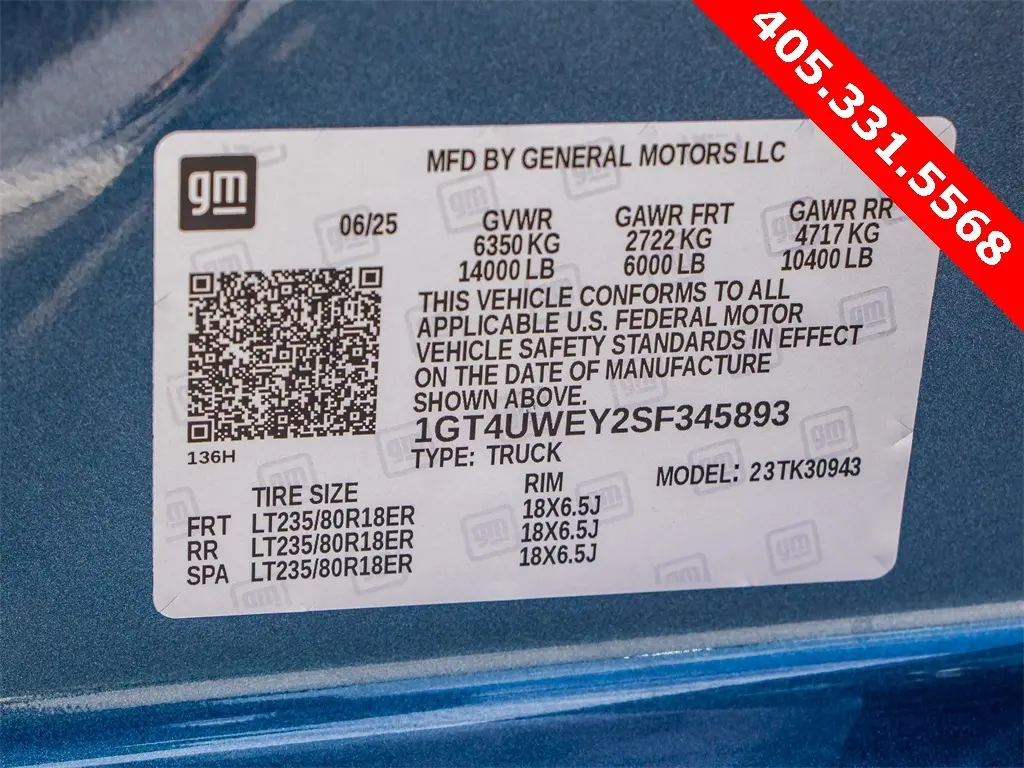 405.331.5568
gm
MFD BY GENERAL MOTORS LLC
06/25 GVWR GAWR FRT GAWR RR
6350 KG 2722 KG 4717 KG
14000 LB 6000 LB 10400 LB
THIS VEHICLE CONFORMS TO ALL
APPLICABLE U.S. FEDERAL MOTOR
VEHICLE SAFETY STANDARDS IN EFFECT
ON THE DATE OF MANUFACTURE
SHOWN ABOVE.
1GT4UWEY2SF345893
136H
TYPE: TRUCK MODEL: 23TK30943
TIRE SIZE RIM
FRT LT235/80R18ER 18X6.5J
RR LT235/80R18ER 18X6.5J
SPA LT235/80R18ER 18X6.5J